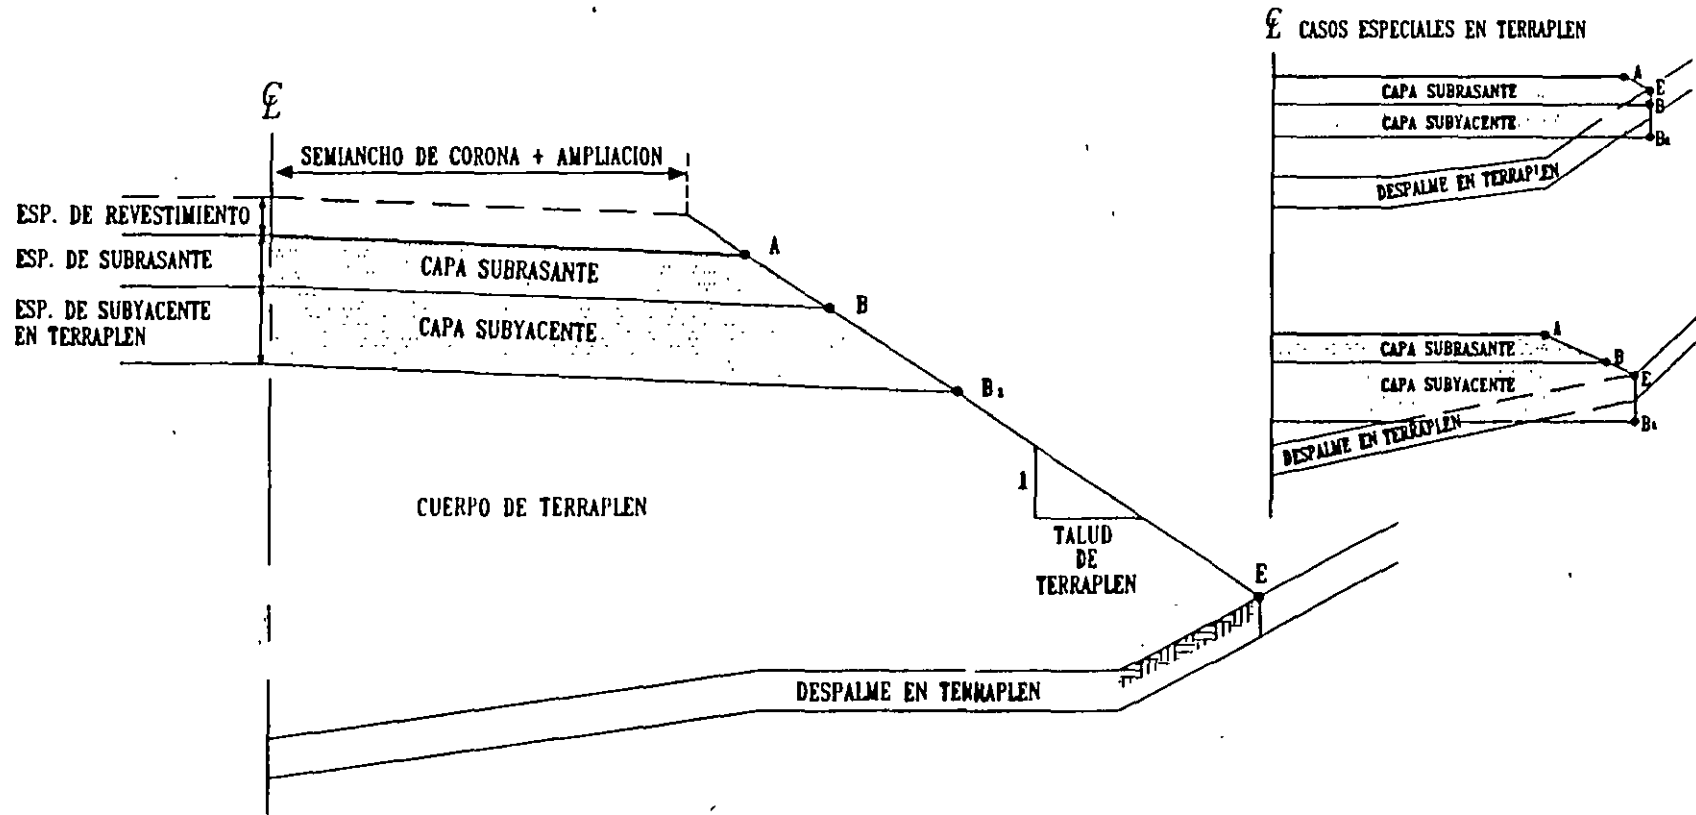 ℄
SEMIANCHO DE CORONA + AMPLIACION
ESP. DE REVESTIMIENTO
ESP. DE SUBRASANTE
ESP. DE SUBYACENTE
EN TERRAPLEN
CAPA SUBRASANTE
CAPA SUBYACENTE
A
B
B₁
CUERPO DE TERRAPLEN
1
TALUD
DE
TERRAPLEN
E
DESPALME EN TERRAPLEN
℄ CASOS ESPECIALES EN TERRAPLEN
A
CAPA SUBRASANTE
E
B
CAPA SUBYACENTE
B₁
DESPALME EN TERRAPLEN
A
CAPA SUBRASANTE
B
CAPA SUBYACENTE
E
B₁
DESPALME EN TERRAPLEN